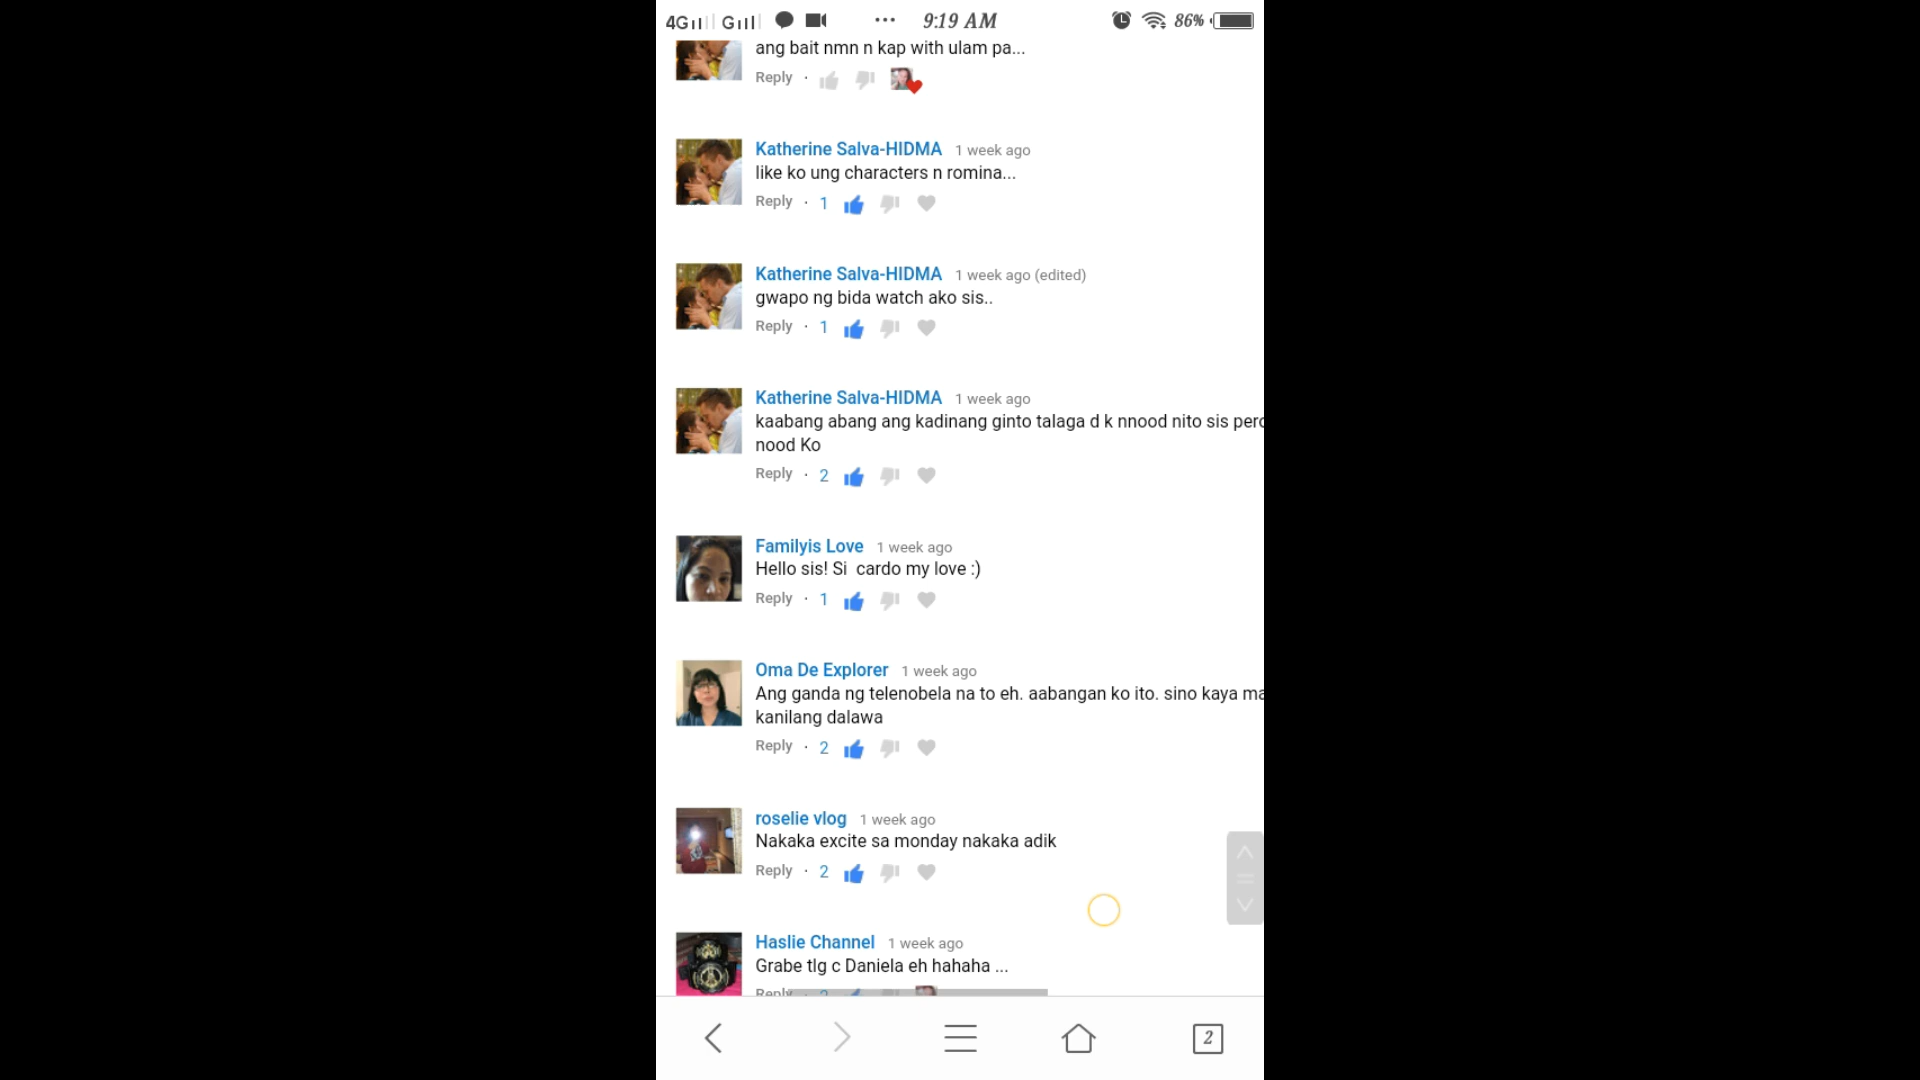 4G G ... 9:19 AM 86%
ang bait nmn n kap with ulam pa...
Reply ·
Katherine Salva-HIDMA 1 week ago
like ko ung characters n romina...
Reply · 1
Katherine Salva-HIDMA 1 week ago (edited)
gwapo ng bida watch ako sis..
Reply · 1
Katherine Salva-HIDMA 1 week ago
kaabang abang ang kadinang ginto talaga d k nnood nito sis
nood Ko
Reply · 2
Familyis Love 1 week ago
Hello sis! Si cardo my love :)
Reply · 1
Oma De Explorer 1 week ago
Ang ganda ng telenobela na to eh. aabangan ko ito. sino kaya
kanilang dalawa
Reply · 2
roselie vlog 1 week ago
Nakaka excite sa monday nakaka adik
Reply · 2
Haslie Channel 1 week ago
Grabe tlg c Daniela eh hahaha ...
Reply
2